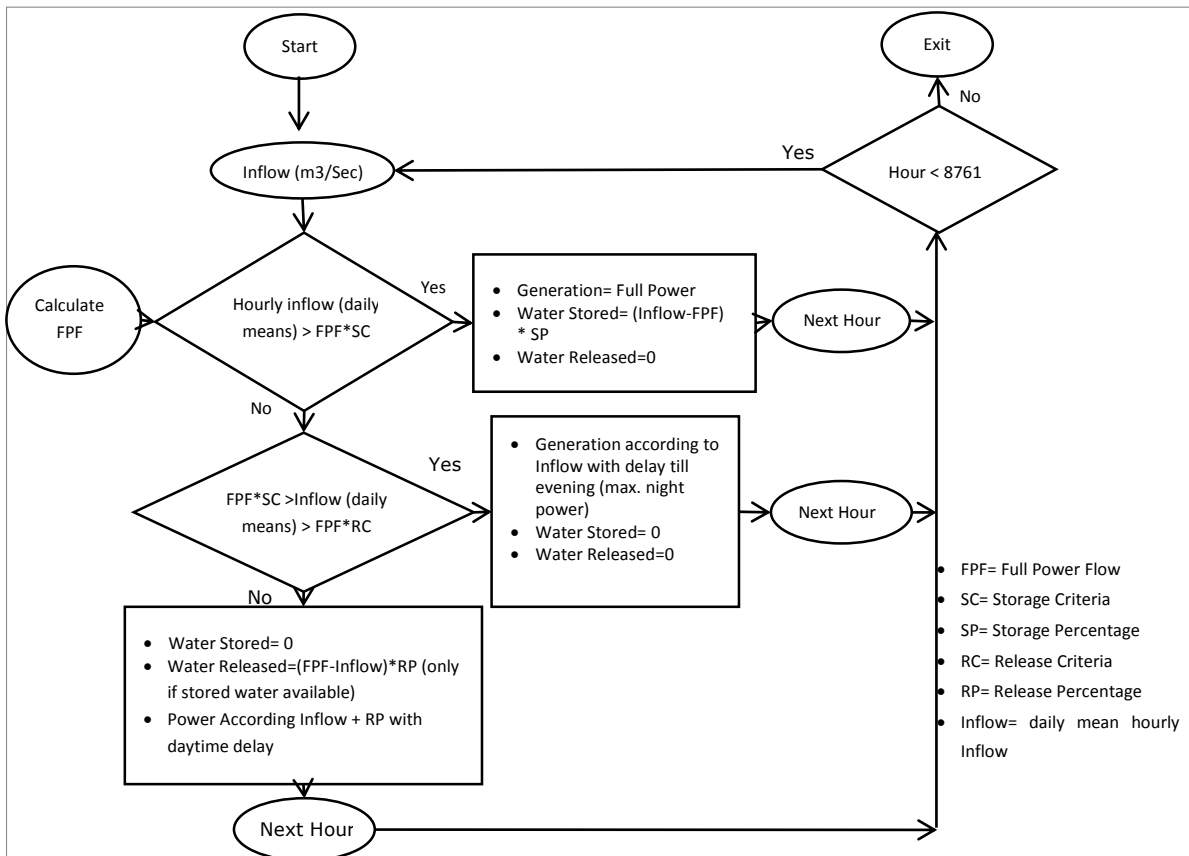 Start
Exit
No
Yes
Inflow (m3/Sec)
Hour < 8761
Calculate
FPF
Hourly inflow (daily
means) > FPF*SC
Yes
• Generation= Full Power
• Water Stored= (Inflow-FPF)
* SP
• Water Released=0
Next Hour
No
FPF*SC >Inflow (daily
means) > FPF*RC
Yes
• Generation according to
Inflow with delay till
evening (max. night
power)
• Water Stored= 0
• Water Released=0
Next Hour
No
• Water Stored= 0
• Water Released=(FPF-Inflow)*RP (only
if stored water available)
• Power According Inflow + RP with
daytime delay
Next Hour
• FPF= Full Power Flow
• SC= Storage Criteria
• SP= Storage Percentage
• RC= Release Criteria
• RP= Release Percentage
• Inflow= daily mean hourly
Inflow